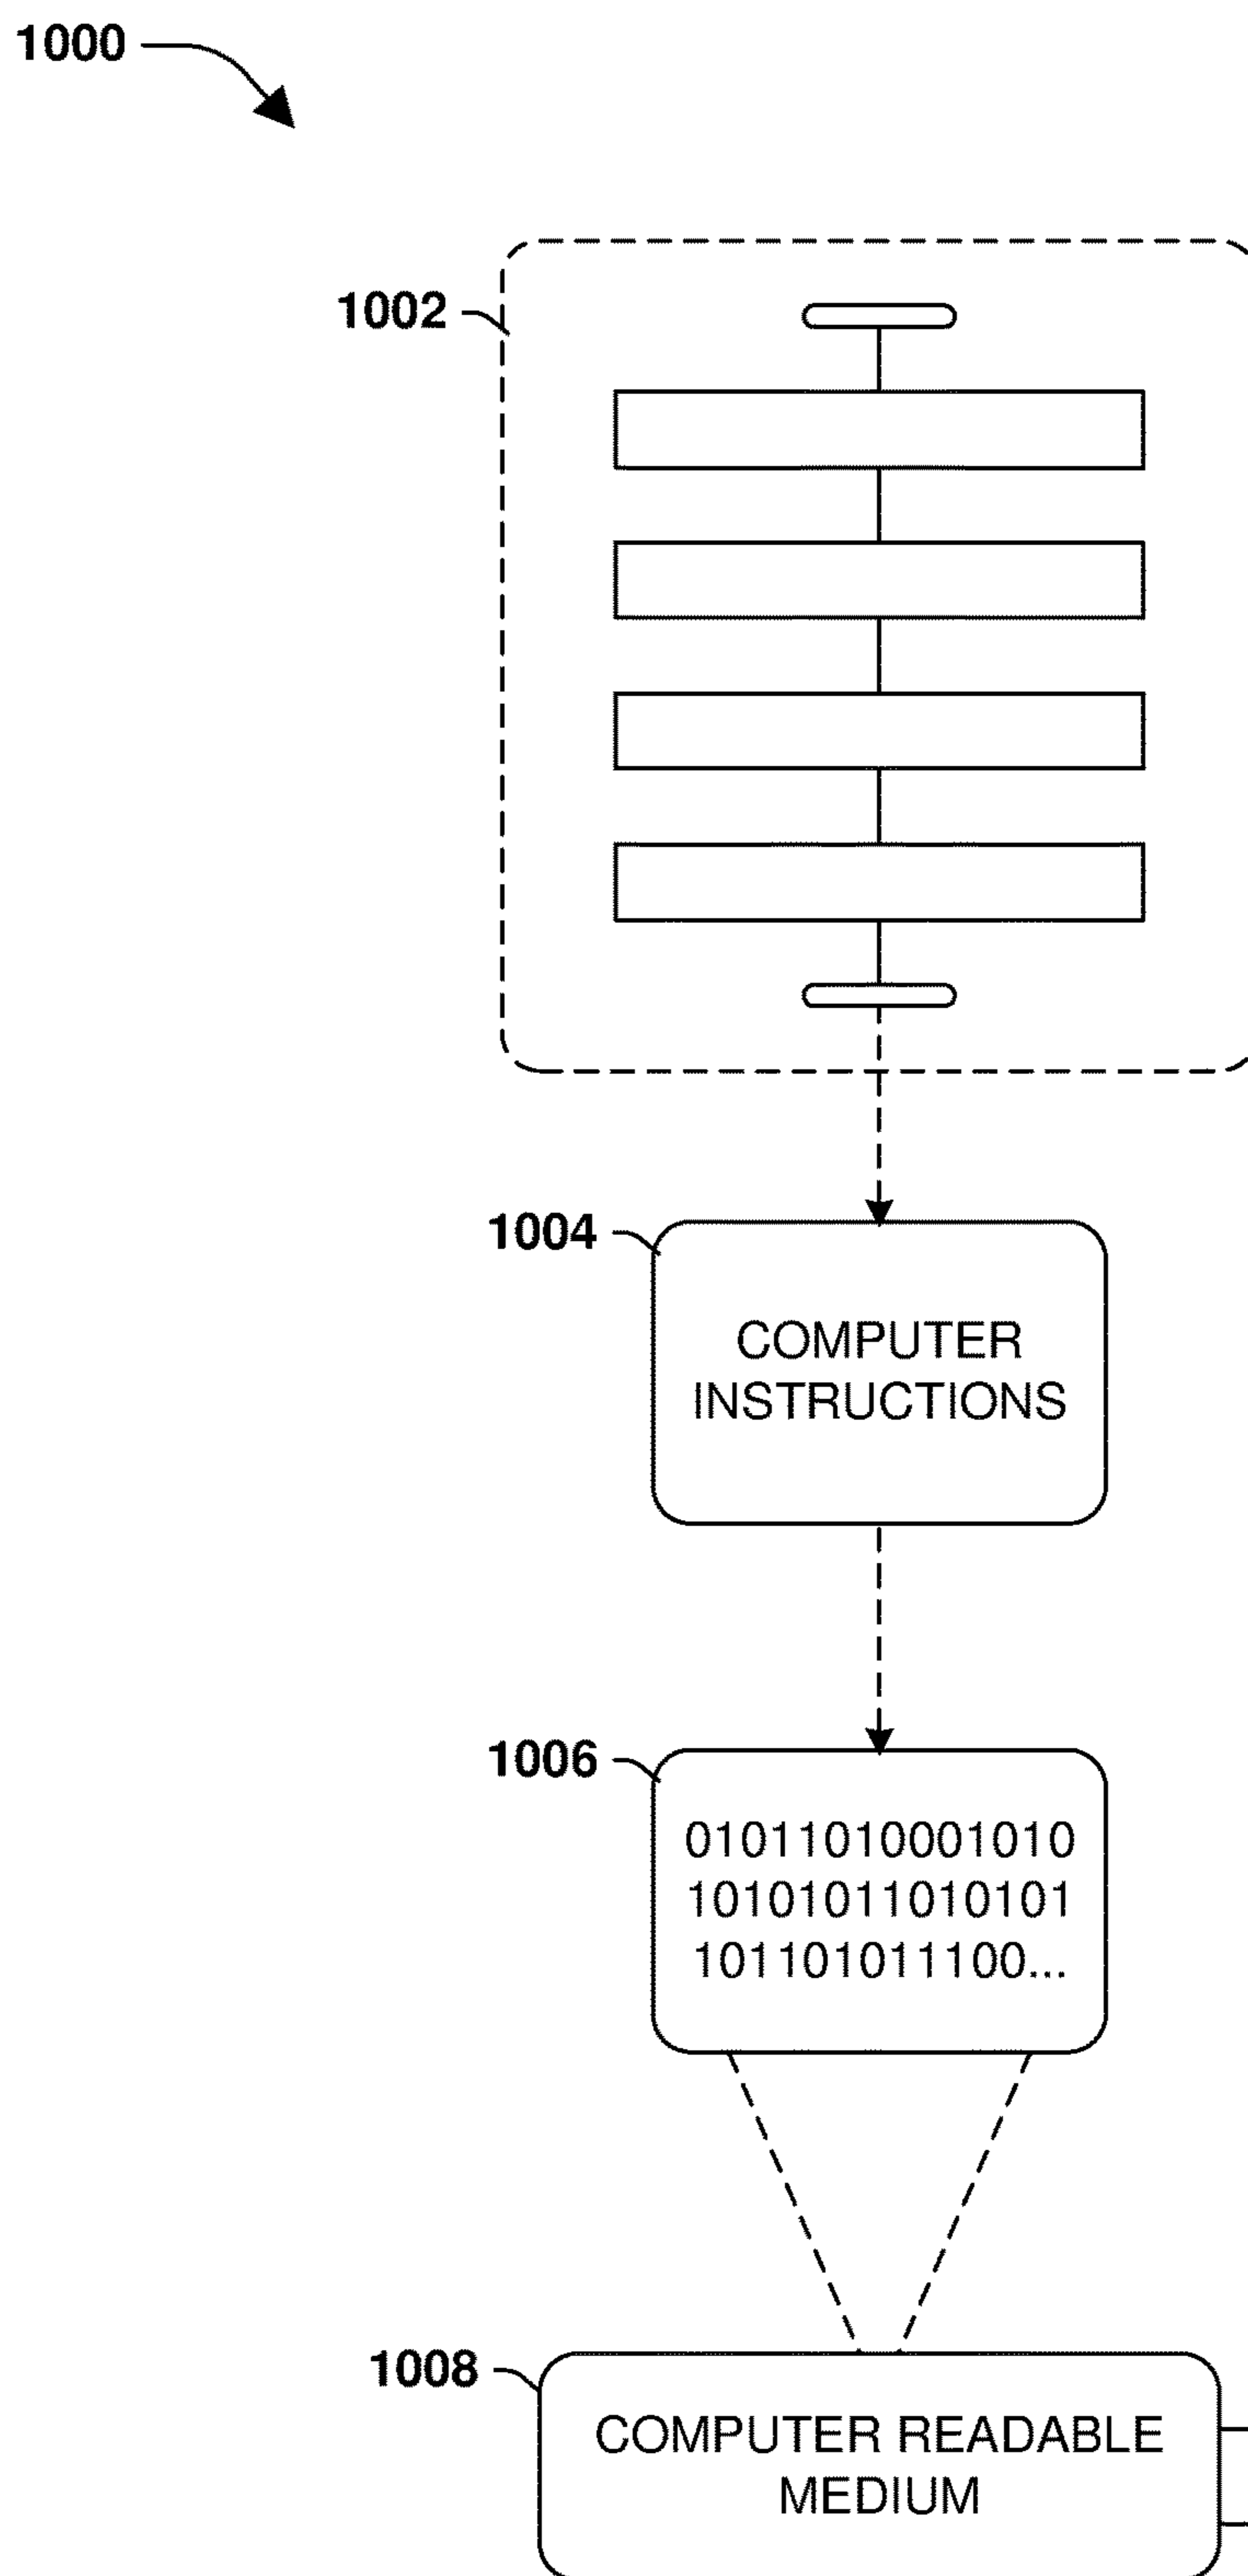 1000
1002
1004
COMPUTER
INSTRUCTIONS
1006
01011010001010
10101011010101
101101011100...
1008
COMPUTER READABLE
MEDIUM